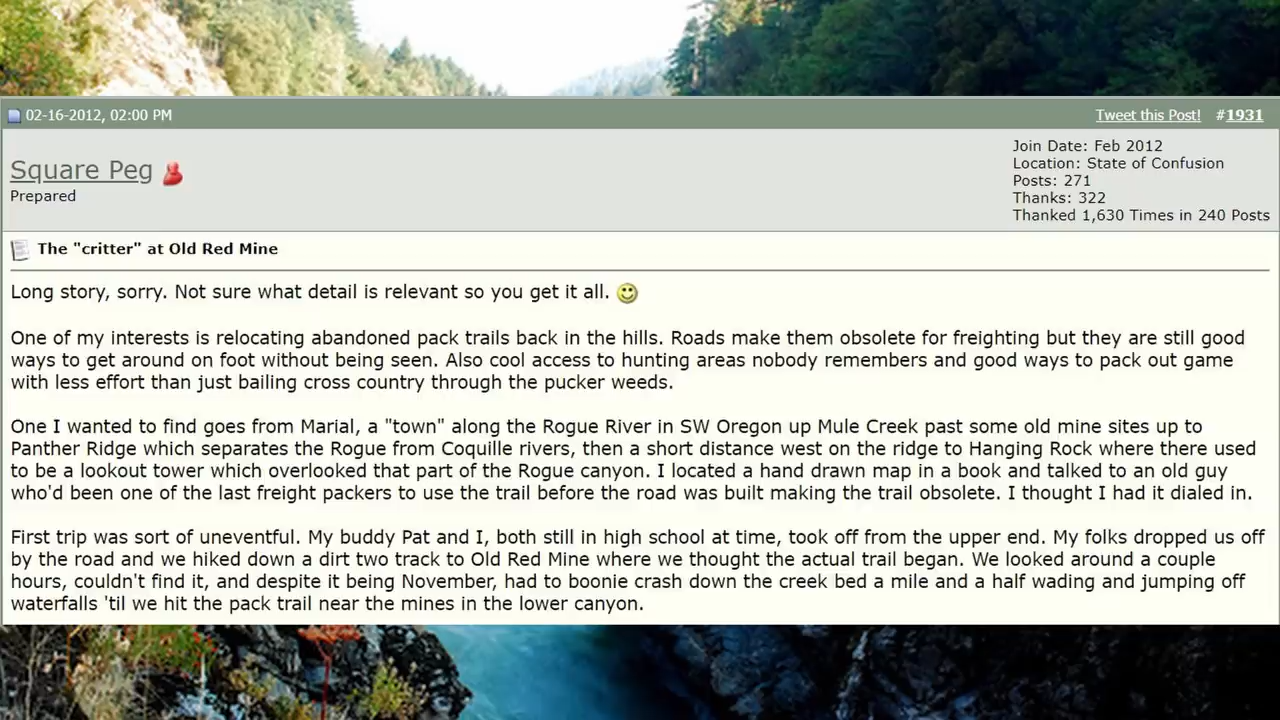 02-16-2012, 02:00 PM
Tweet this Post! #1931
Square Peg
Prepared
Join Date: Feb 2012
Location: State of Confusion
Posts: 271
Thanks: 322
Thanked 1,630 Times in 240 Posts
The "critter" at Old Red Mine
Long story, sorry. Not sure what detail is relevant so you get it all.
One of my interests is relocating abandoned pack trails back in the hills. Roads make them obsolete for freighting but they are still good
ways to get around on foot without being seen. Also cool access to hunting areas nobody remembers and good ways to pack out game
with less effort than just bailing cross country through the pucker weeds.
One I wanted to find goes from Marial, a "town" along the Rogue River in SW Oregon up Mule Creek past some old mine sites up to
Panther Ridge which separates the Rogue from Coquille rivers, then a short distance west on the ridge to Hanging Rock where there used
to be a lookout tower which overlooked that part of the Rogue canyon. I located a hand drawn map in a book and talked to an old guy
who'd been one of the last freight packers to use the trail before the road was built making the trail obsolete. I thought I had it dialed in.
First trip was sort of uneventful. My buddy Pat and I, both still in high school at time, took off from the upper end. My folks dropped us off
by the road and we hiked down a dirt two track to Old Red Mine where we thought the actual trail began. We looked around a couple
hours, couldn't find it, and despite it being November, had to boonie crash down the creek bed a mile and a half wading and jumping off
waterfalls 'til we hit the pack trail near the mines in the lower canyon.